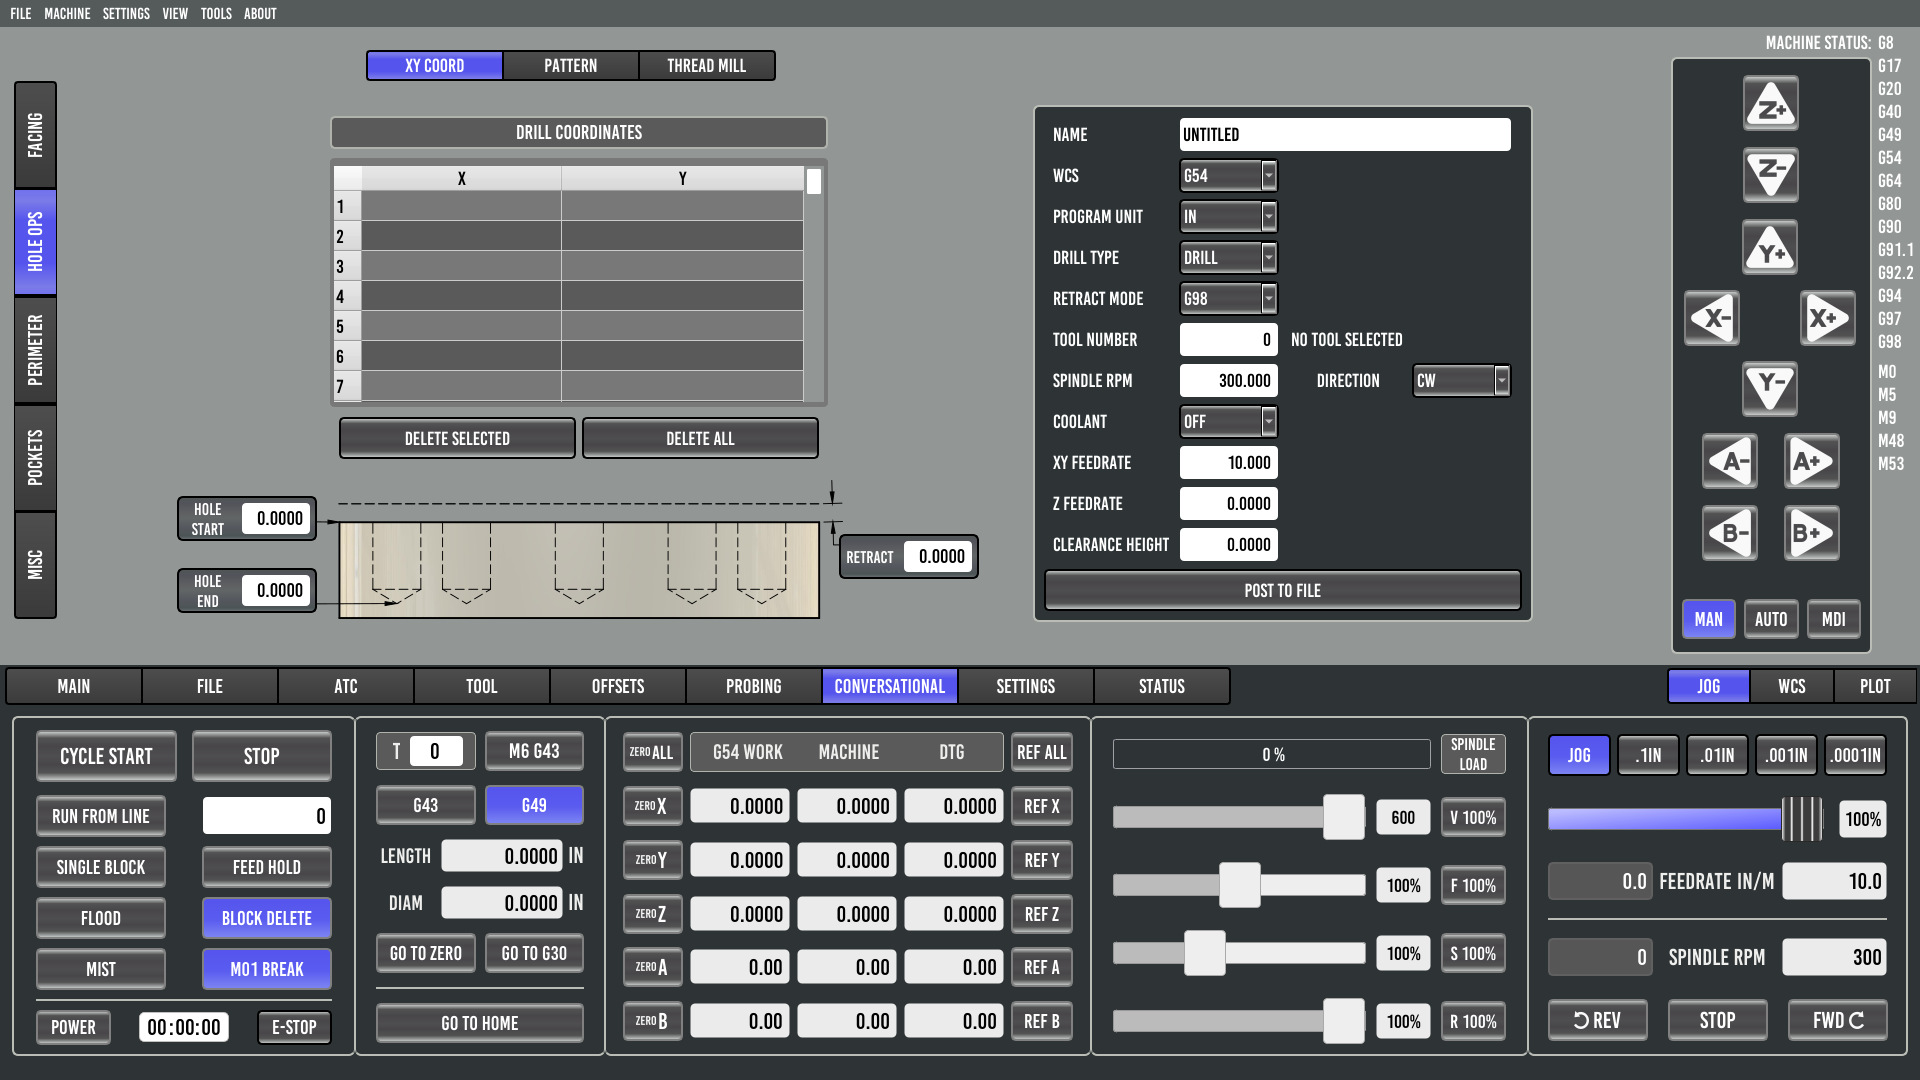 FILE MACHINE SETTINGS VIEW TOOLS ABOUT
XY COORD PATTERN THREAD MILL
FACING
HOLE OPS
PERIMETER
POCKETS
MISC
DRILL COORDINATES
X Y
1
2
3
4
5
6
7
DELETE SELECTED DELETE ALL
HOLE START 0.0000
HOLE END 0.0000
RETRACT 0.0000
NAME UNTITLED
WCS G54
PROGRAM UNIT IN
DRILL TYPE DRILL
RETRACT MODE G98
TOOL NUMBER 0 NO TOOL SELECTED
SPINDLE RPM 300.000 DIRECTION CW
COOLANT OFF
XY FEEDRATE 10.000
Z FEEDRATE 0.0000
CLEARANCE HEIGHT 0.0000
POST TO FILE
MACHINE STATUS: G8
G17
G20
G40
G49
G54
G64
G80
G90
G91.1
G92.2
G94
G97
G98
M0
M5
M9
M48
M53
Z+
Z-
Y+
X- X+
Y-
A- A+
B- B+
MAN AUTO MDI
MAIN FILE ATC TOOL OFFSETS PROBING CONVERSATIONAL SETTINGS STATUS
JOG WCS PLOT
CYCLE START STOP
RUN FROM LINE 0
SINGLE BLOCK FEED HOLD
FLOOD BLOCK DELETE
MIST M01 BREAK
POWER 00:00:00 E-STOP
T 0 M6 G43
G43 G49
LENGTH 0.0000 IN
DIAM 0.0000 IN
GO TO ZERO GO TO G30
GO TO HOME
ZERO ALL G54 WORK MACHINE DTG REF ALL
ZERO X 0.0000 0.0000 0.0000 REF X
ZERO Y 0.0000 0.0000 0.0000 REF Y
ZERO Z 0.0000 0.0000 0.0000 REF Z
ZERO A 0.00 0.00 0.00 REF A
ZERO B 0.00 0.00 0.00 REF B
0 % SPINDLE LOAD
600 V 100%
100% F 100%
100% S 100%
100% R 100%
JOG .1IN .01IN .001IN .0001IN
100%
0.0 FEEDRATE IN/M 10.0
0 SPINDLE RPM 300
REV STOP FWD